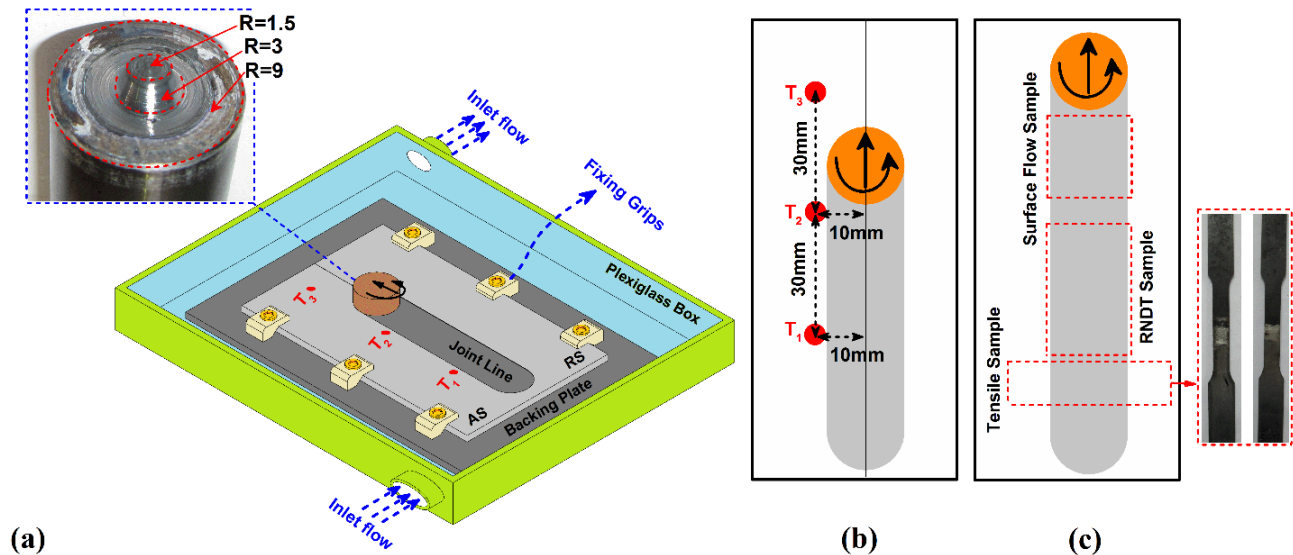 R=1.5
R=3
R=9
Inlet flow
Fixing Grips
Plexiglass Box
T3
T2
T1
Joint Line
RS
AS
Backing Plate
Inlet flow
(a)
T3
30mm
T2
10mm
30mm
T1
10mm
(b)
Surface Flow Sample
RNDT Sample
Tensile Sample
(c)